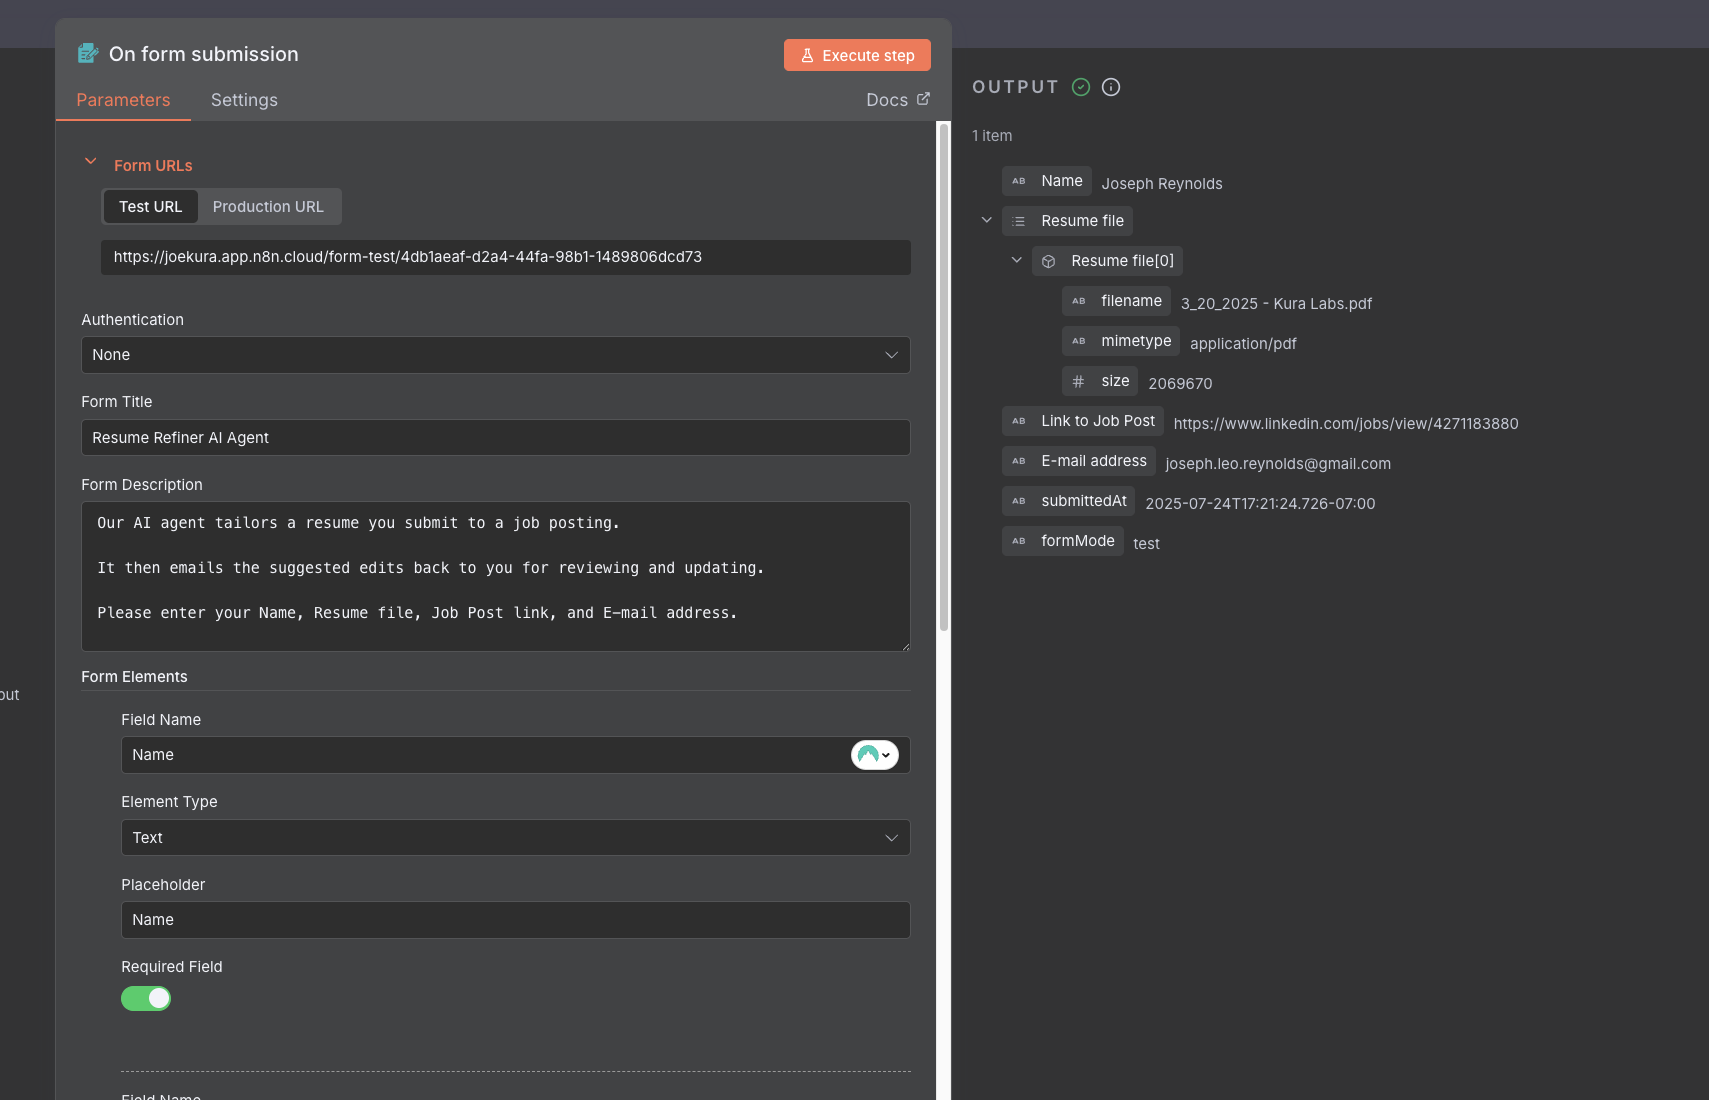 On form submission
Execute step
Parameters
Settings
Docs
Form URLs
Test URL
Production URL
https://joekura.app.n8n.cloud/form-test/4db1aeaf-d2a4-44fa-98b1-1489806dcd73
Authentication
None
Form Title
Resume Refiner AI Agent
Form Description
Our AI agent tailors a resume you submit to a job posting.
It then emails the suggested edits back to you for reviewing and updating.
Please enter your Name, Resume file, Job Post link, and E-mail address.
Form Elements
Field Name
Name
Element Type
Text
Placeholder
Name
Required Field
Field Name
out
OUTPUT
1 item
AB Name Joseph Reynolds
Resume file
Resume file[0]
AB filename 3_20_2025 - Kura Labs.pdf
AB mimetype application/pdf
# size 2069670
AB Link to Job Post https://www.linkedin.com/jobs/view/4271183880
AB E-mail address joseph.leo.reynolds@gmail.com
AB submittedAt 2025-07-24T17:21:24.726-07:00
AB formMode test